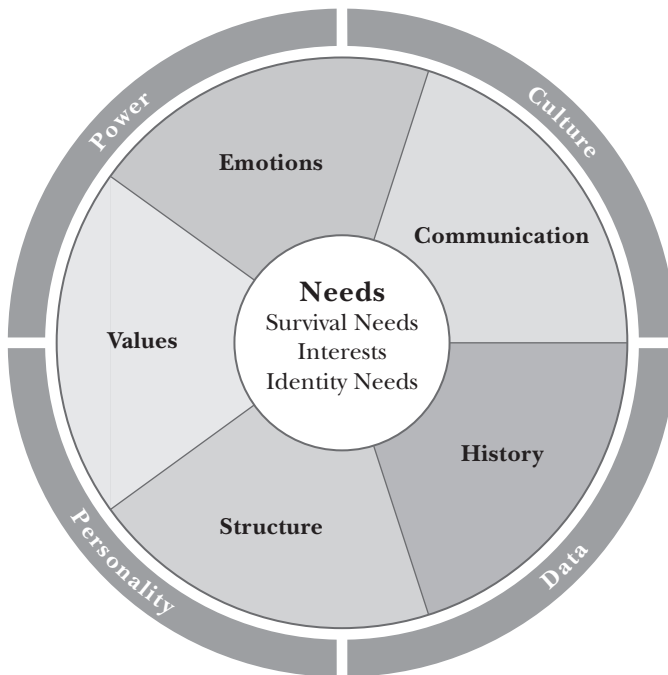 Power
Culture
Emotions
Communication
Needs
Survival Needs
Interests
Identity Needs
Values
History
Structure
Personality
Data